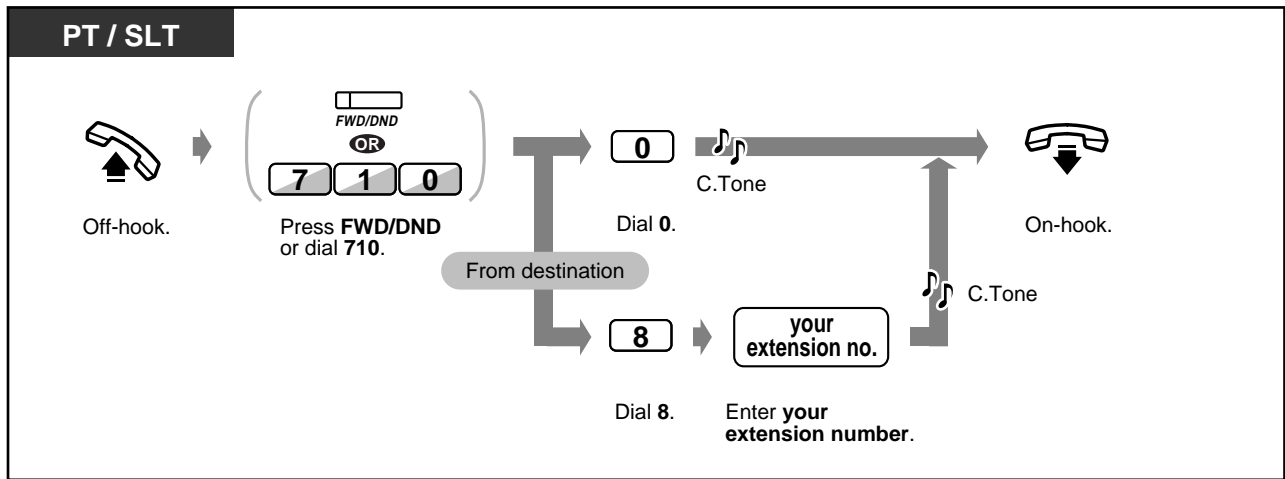 PT / SLT
FWD/DND
OR
7 1 0
0
C.Tone
Off-hook.
Press FWD/DND
or dial 710.
Dial 0.
On-hook.
From destination
C.Tone
8
your
extension no.
Dial 8.
Enter your
extension number.